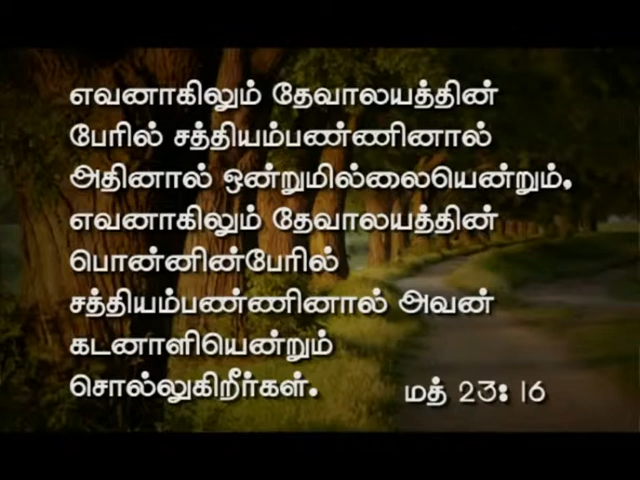 எவனாகிலும் தேவாலயத்தின்
பேரில் சத்தியம்பண்ணினால்
அதினால் ஒன்றுமில்லையென்றும்,
எவனாகிலும் தேவாலயத்தின்
பொன்னின்பேரில்
சத்தியம்பண்ணினால் அவன்
கடனாளியென்றும்
சொல்லுகிறீர்கள். மத் 23: 16